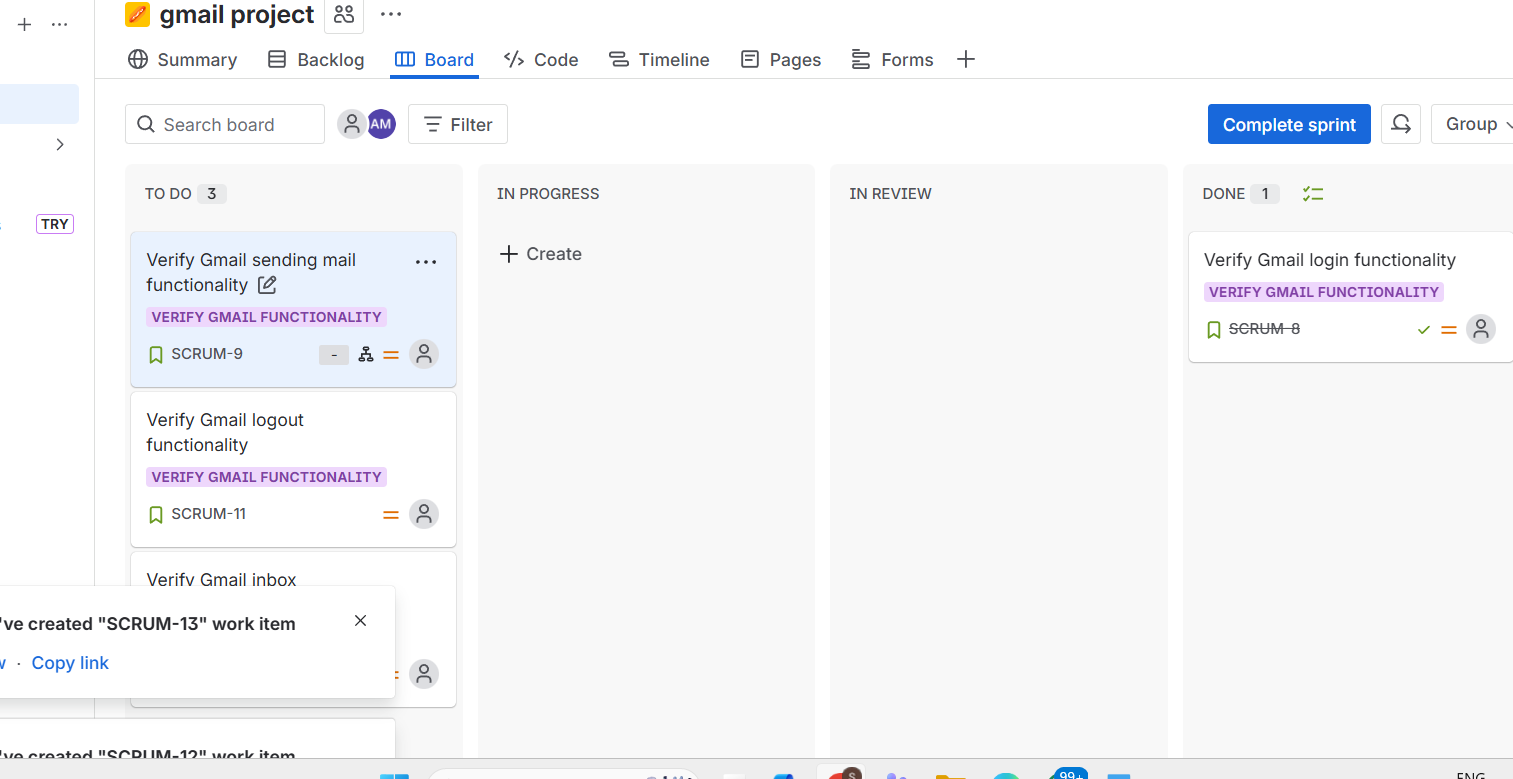 gmail project
Summary
Backlog
Board
Code
Timeline
Pages
Forms
Search board
AM
Filter
Complete sprint
Group
TO DO 3
IN PROGRESS
IN REVIEW
DONE 1
TRY
Verify Gmail sending mail
functionality
VERIFY GMAIL FUNCTIONALITY
SCRUM-9
-
Create
Verify Gmail login functionality
VERIFY GMAIL FUNCTIONALITY
SCRUM-8
Verify Gmail logout
functionality
VERIFY GMAIL FUNCTIONALITY
SCRUM-11
Verify Gmail inbox
've created "SCRUM-13" work item
Copy link
've created "SCRUM-12" work item
S
99+
ENG